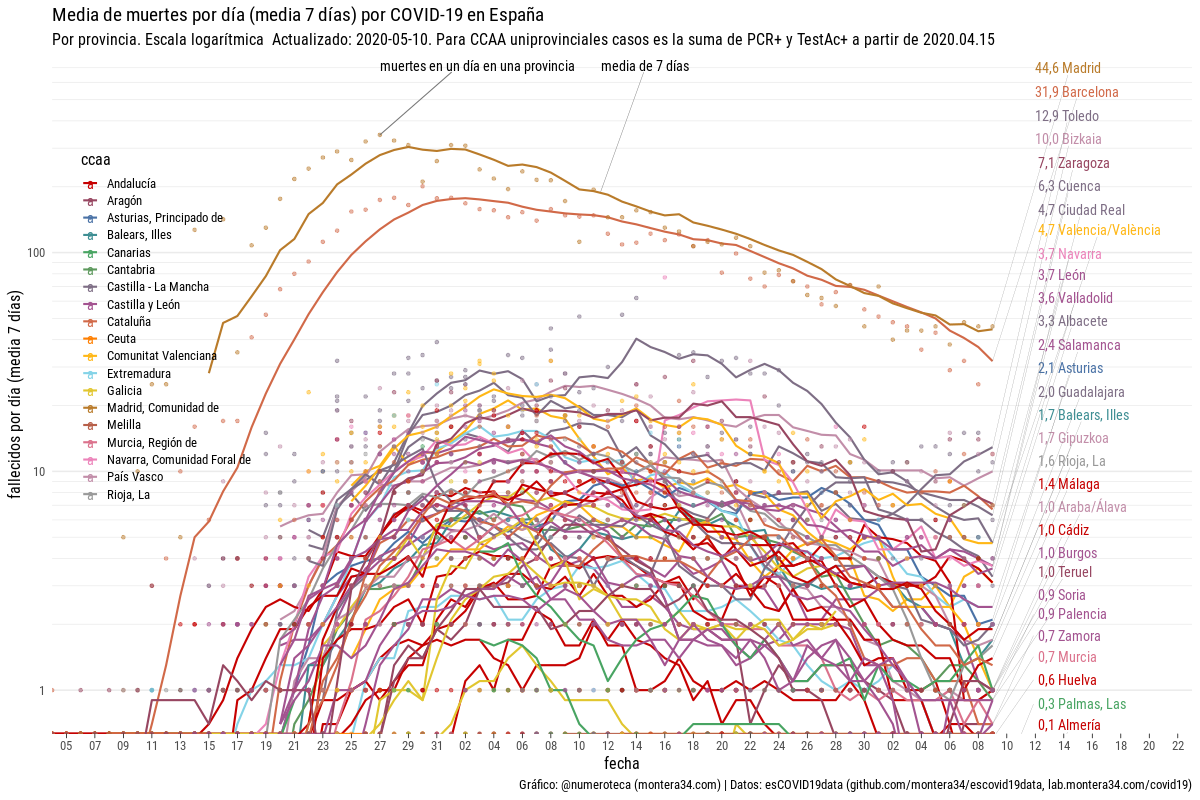 Media de muertes por día (media 7 días) por COVID-19 en España
Por provincia. Escala logarítmica  Actualizado: 2020-05-10. Para CCAA uniprovinciales casos es la suma de PCR+ y TestAc+ a partir de 2020.04.15
muertes en un día en una provincia
media de 7 días
fallecidos por día (media  7 días)
100
10
1
ccaa
Andalucía
Aragón
Asturias, Principado de
Balears, Illes
Canarias
Cantabria
Castilla - La Mancha
Castilla y León
Cataluña
Ceuta
Comunitat Valenciana
Extremadura
Galicia
Madrid, Comunidad de
Melilla
Murcia, Región de
Navarra, Comunidad Foral de
País Vasco
Rioja, La
44,6 Madrid
31,9 Barcelona
12,9 Toledo
10,0 Bizkaia
7,1 Zaragoza
6,3 Cuenca
4,7 Ciudad Real
4,7 Valencia/València
3,7 Navarra
3,7 León
3,6 Valladolid
3,3 Albacete
2,4 Salamanca
2,1 Asturias
2,0 Guadalajara
1,7 Balears, Illes
1,7 Gipuzkoa
1,6 Rioja, La
1,4 Málaga
1,0 Araba/Álava
1,0 Cádiz
1,0 Burgos
1,0 Teruel
0,9 Soria
0,9 Palencia
0,7 Zamora
0,7 Murcia
0,6 Huelva
0,3 Palmas, Las
0,1 Almería
05 07 09 11 13 15 17 19 21 23 25 27 29 31 02 04 06 08 10 12 14 16 18 20 22 24 26 28 30 02 04 06 08 10 12 14 16 18 20 22
fecha
Gráfico: @numeroteca (montera34.com) | Datos: esCOVID19data (github.com/montera34/escovid19data, lab.montera34.com/covid19)